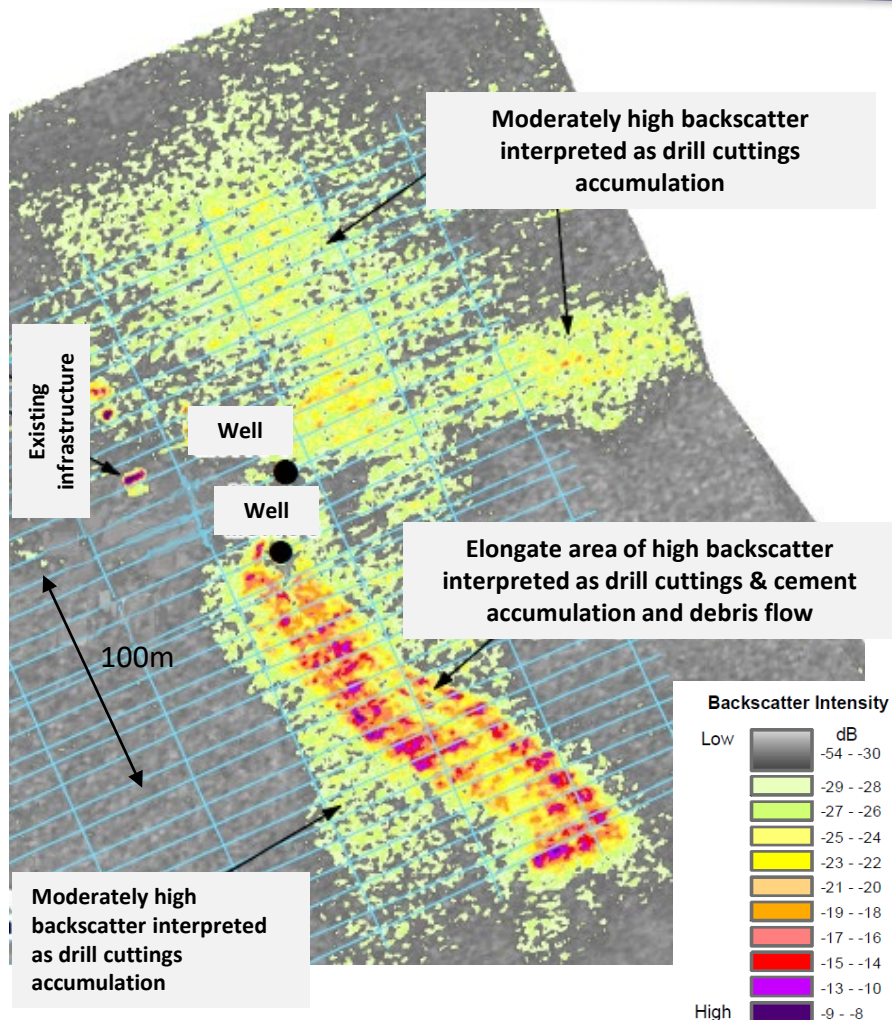 Moderately high backscatter
interpreted as drill cuttings
accumulation
Existing
infrastructure
Well
Well
Elongate area of high backscatter
interpreted as drill cuttings & cement
accumulation and debris flow
100m
Moderately high
backscatter interpreted
as drill cuttings
accumulation
Backscatter Intensity
Low
dB
-54 - -30
-29 - -28
-27 - -26
-25 - -24
-23 - -22
-21 - -20
-19 - -18
-17 - -16
-15 - -14
-13 - -10
High
-9 - -8